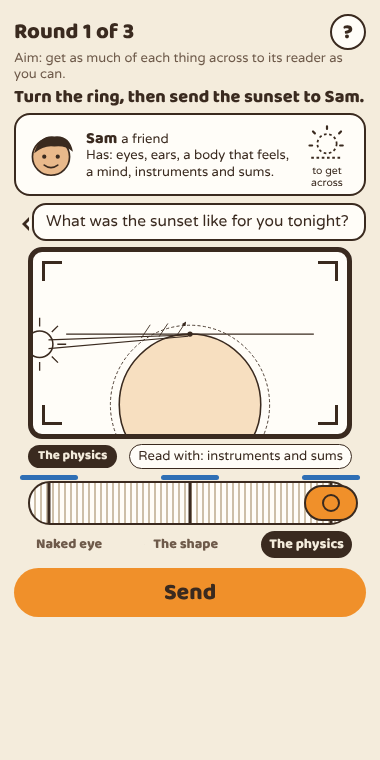 Round 1 of 3
?
Aim: get as much of each thing across to its reader as
you can.
Turn the ring, then send the sunset to Sam.
Sam a friend
Has: eyes, ears, a body that feels,
a mind, instruments and sums.
to get
across
What was the sunset like for you tonight?
The physics
Read with: instruments and sums
Naked eye
The shape
The physics
Send